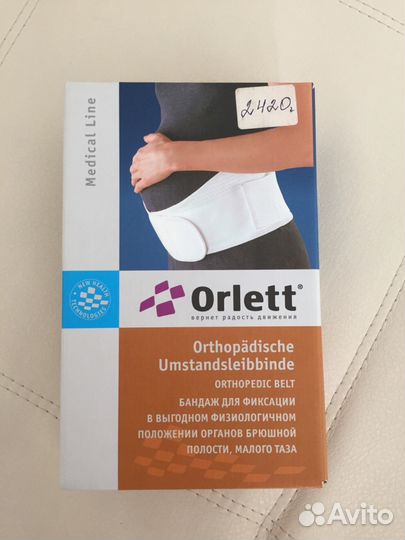 Medical Line
2420
NEW HEALTH
TECHNOLOGIES
Orlett®
вернет радость движения
Orthopädische
Umstandsleibbinde
ORTHOPEDIC BELT
БАНДАЖ ДЛЯ ФИКСАЦИИ
В ВЫГОДНОМ ФИЗИОЛОГИЧНОМ
ПОЛОЖЕНИИ ОРГАНОВ БРЮШНОЙ
ПОЛОСТИ, МАЛОГО ТАЗА
Avito